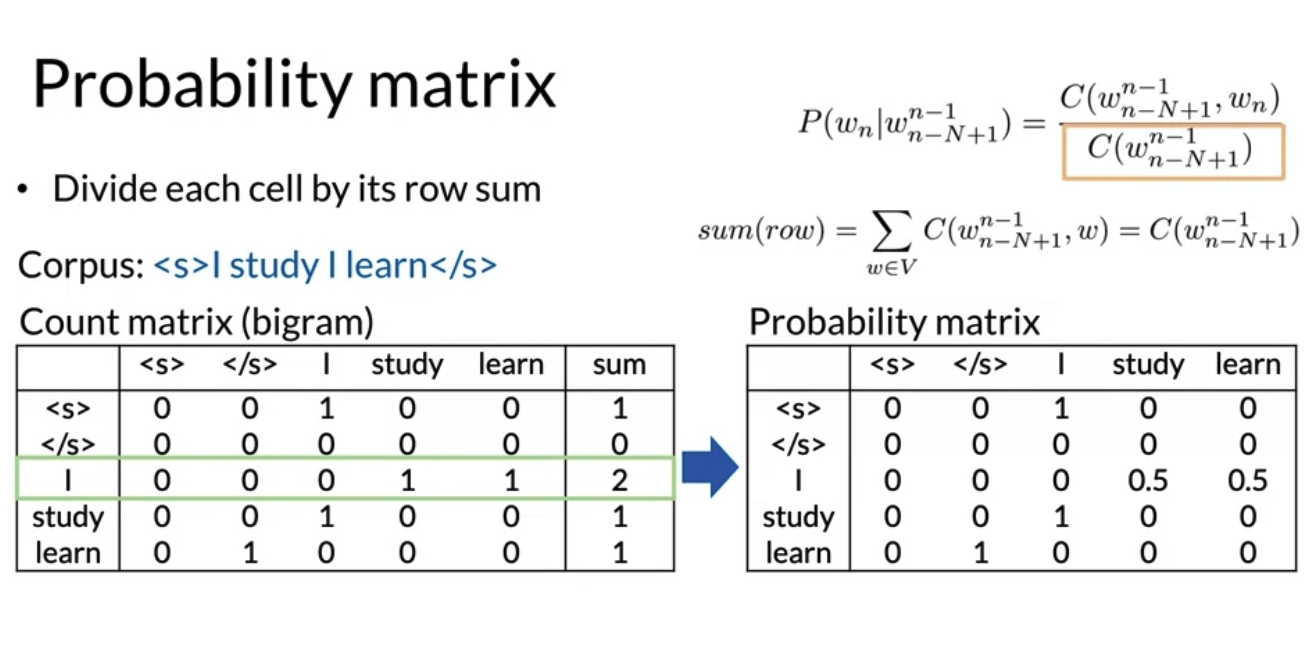 Probability matrix
P(w_n|w_{n-N+1}^{n-1}) = \frac{C(w_{n-N+1}^{n-1}, w_n)}{C(w_{n-N+1}^{n-1})}
• Divide each cell by its row sum
sum(row) = \sum_{w∈V} C(w_{n-N+1}^{n-1}, w) = C(w_{n-N+1}^{n-1})
Corpus: <s>I study I learn</s>
Count matrix (bigram)
<s> </s> I study learn sum
<s> 0 0 1 0 0 1
</s> 0 0 0 0 0 0
I 0 0 0 1 1 2
study 0 0 1 0 0 1
learn 0 1 0 0 0 1
Probability matrix
<s> </s> I study learn
<s> 0 0 1 0 0
</s> 0 0 0 0 0
I 0 0 0 0.5 0.5
study 0 0 1 0 0
learn 0 1 0 0 0